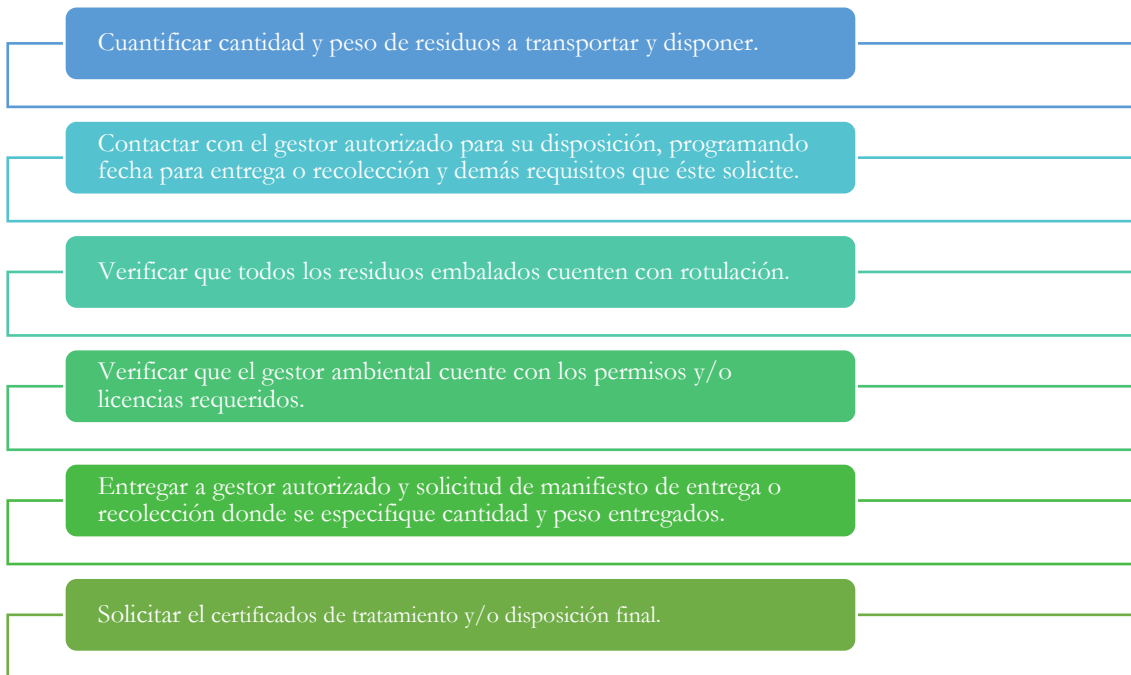 Cuantificar cantidad y peso de residuos a transportar y disponer.
Contactar con el gestor autorizado para su disposición, programando
fecha para entrega o recolección y demás requisitos que éste solicite.
Verificar que todos los residuos embalados cuenten con rotulación.
Verificar que el gestor ambiental cuente con los permisos y/o
licencias requeridos.
Entregar a gestor autorizado y solicitud de manifiesto de entrega o
recolección donde se especifique cantidad y peso entregados.
Solicitar el certificados de tratamiento y/o disposición final.